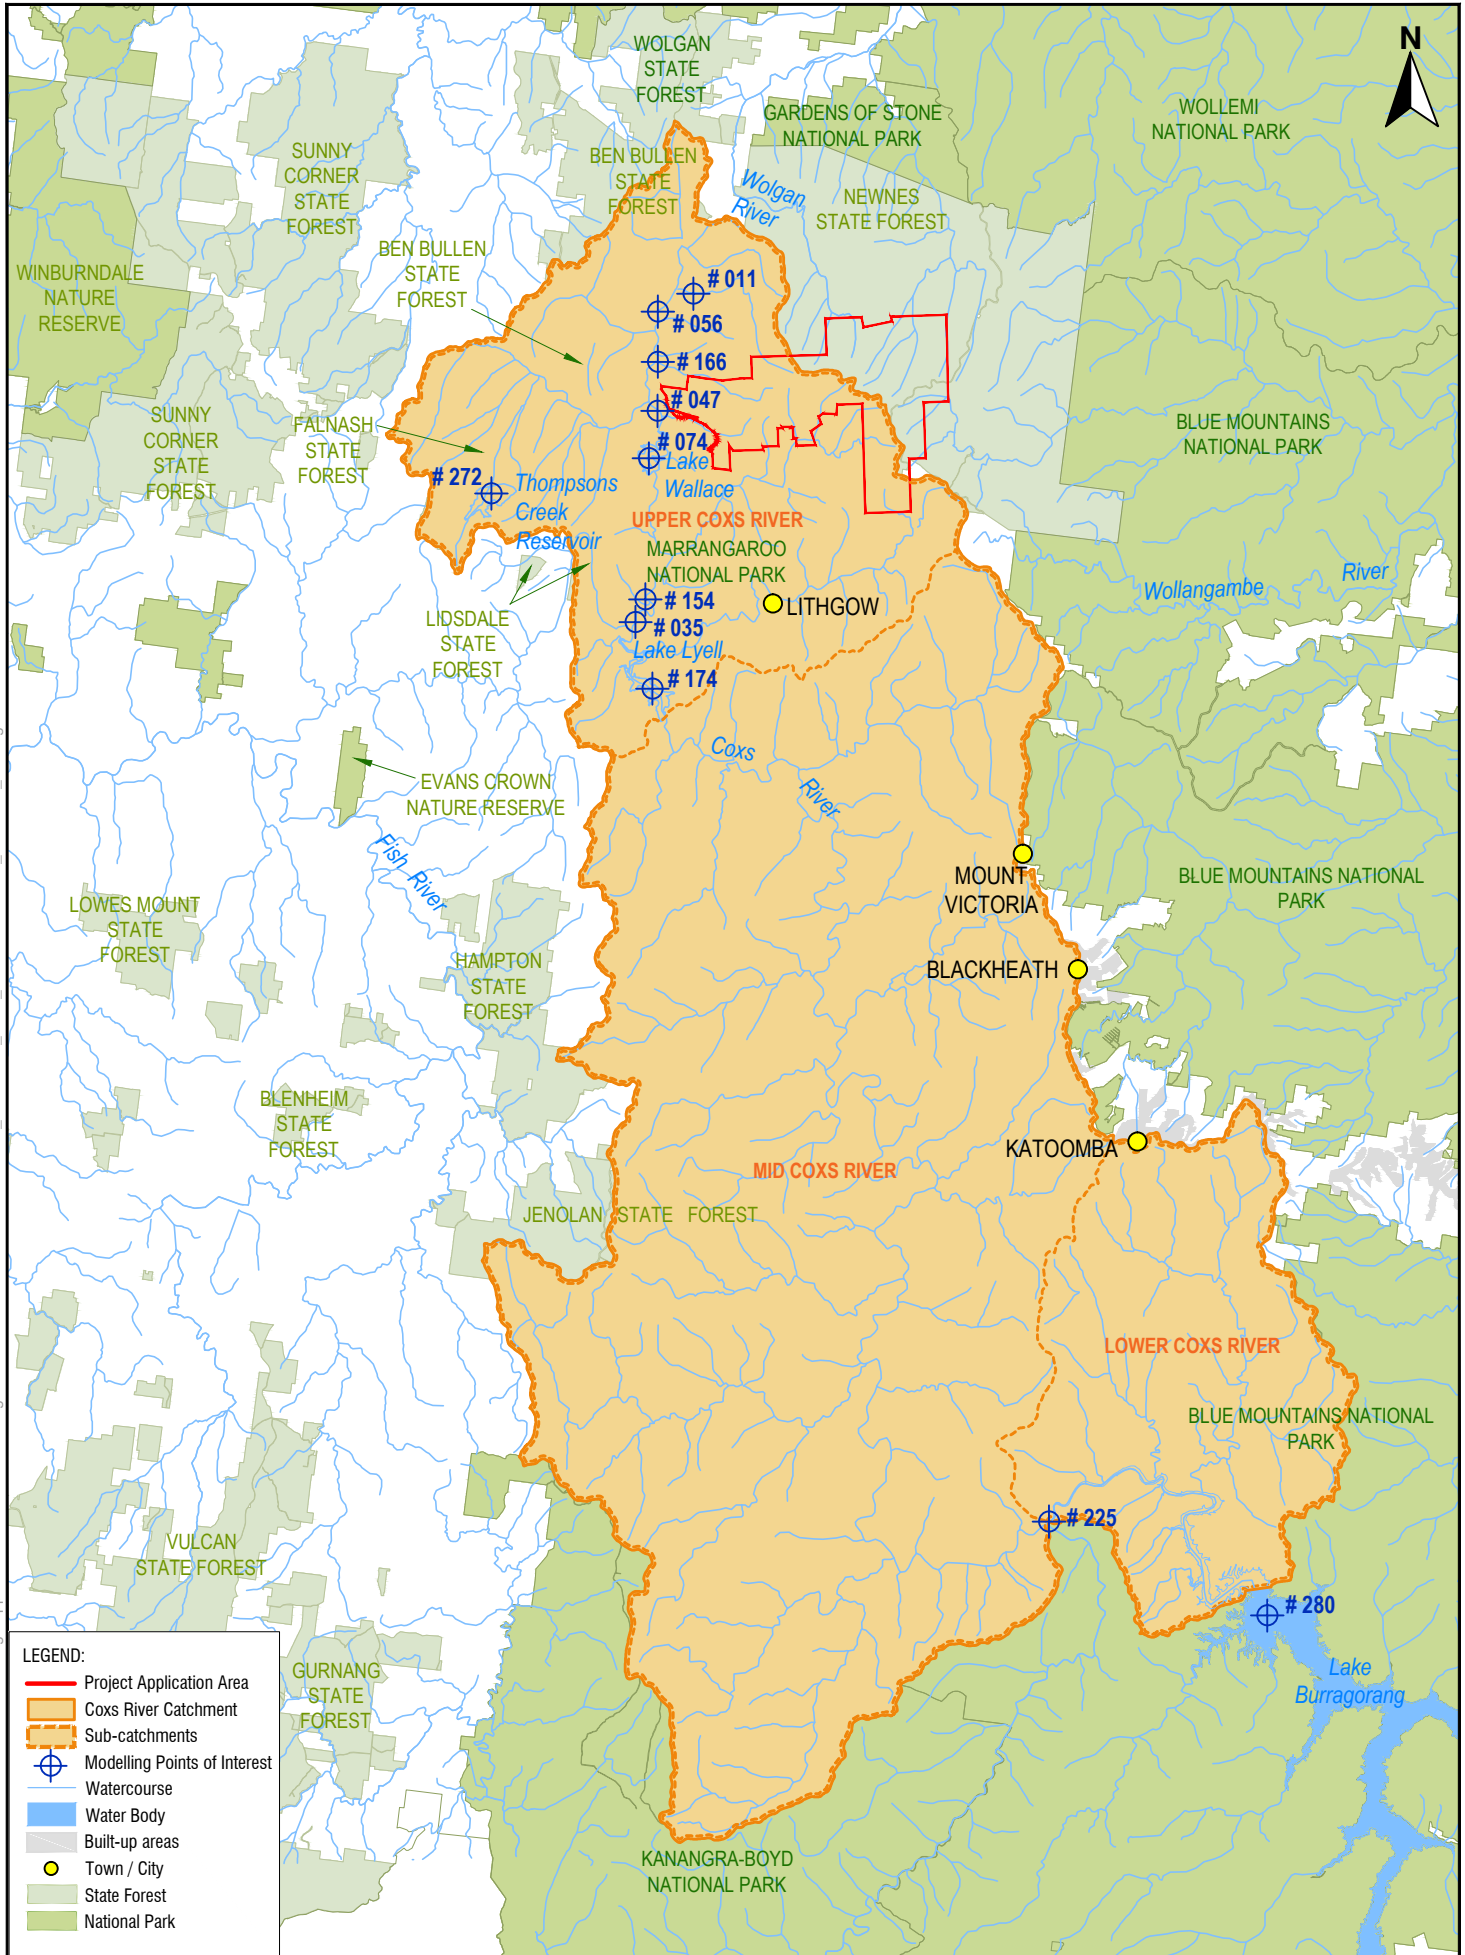 N
WOLGAN
STATE
FOREST
GARDENS OF STONE
NATIONAL PARK
WOLLEMI
NATIONAL PARK
SUNNY
CORNER
STATE
FOREST
BEN BULLEN
STATE
FOREST
Wolgan
River
NEWNES
STATE FOREST
BEN BULLEN
STATE
FOREST
WINBURNDALE
NATURE
RESERVE
# 011
# 056
# 166
# 047
# 074
Lake
Wallace
SUNNY
CORNER
STATE
FOREST
FALNASH
STATE
FOREST
BLUE MOUNTAINS
NATIONAL PARK
# 272
Thompsons
Creek
Reservoir
UPPER COXS RIVER
MARRANGAROO
NATIONAL PARK
# 154
LITHGOW
# 035
Lake Lyell
# 174
Wollangambe
River
LIDSDALE
STATE
FOREST
Coxs
River
EVANS CROWN
NATURE RESERVE
Fish River
MOUNT
VICTORIA
BLUE MOUNTAINS NATIONAL
PARK
LOWES MOUNT
STATE
FOREST
HAMPTON
STATE
FOREST
BLACKHEATH
BLENHEIM
STATE
FOREST
KATOOMBA
MID COXS RIVER
JENOLAN STATE FOREST
LOWER COXS RIVER
BLUE MOUNTAINS NATIONAL
PARK
# 225
VULCAN
STATE FOREST
# 280
Lake
Burragorang
GURNANG
STATE
FOREST
KANANGRA-BOYD
NATIONAL PARK
LEGEND:
Project Application Area
Coxs River Catchment
Sub-catchments
Modelling Points of Interest
Watercourse
Water Body
Built-up areas
Town / City
State Forest
National Park